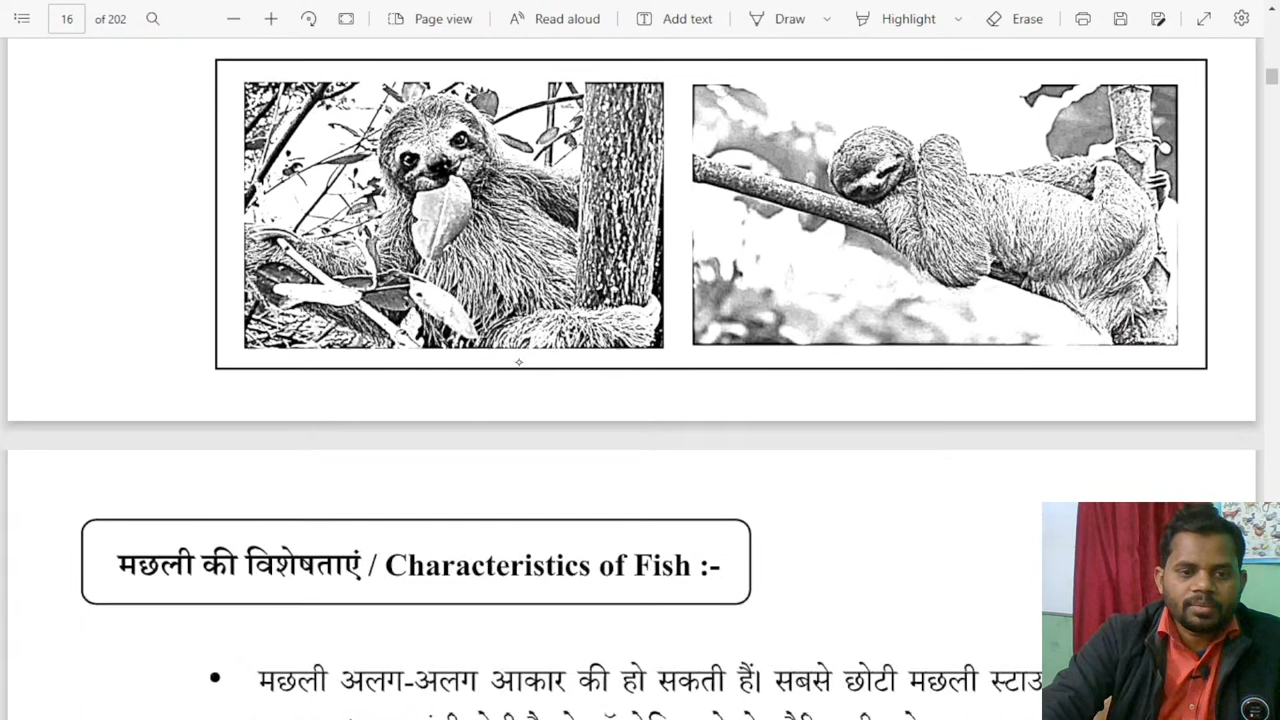 16 of 202 Page view Read aloud Add text Draw Highlight Erase
मछली की विशेषताएं / Characteristics of Fish :-
• मछली अलग-अलग आकार की हो सकती हैं। सबसे छोटी मछली